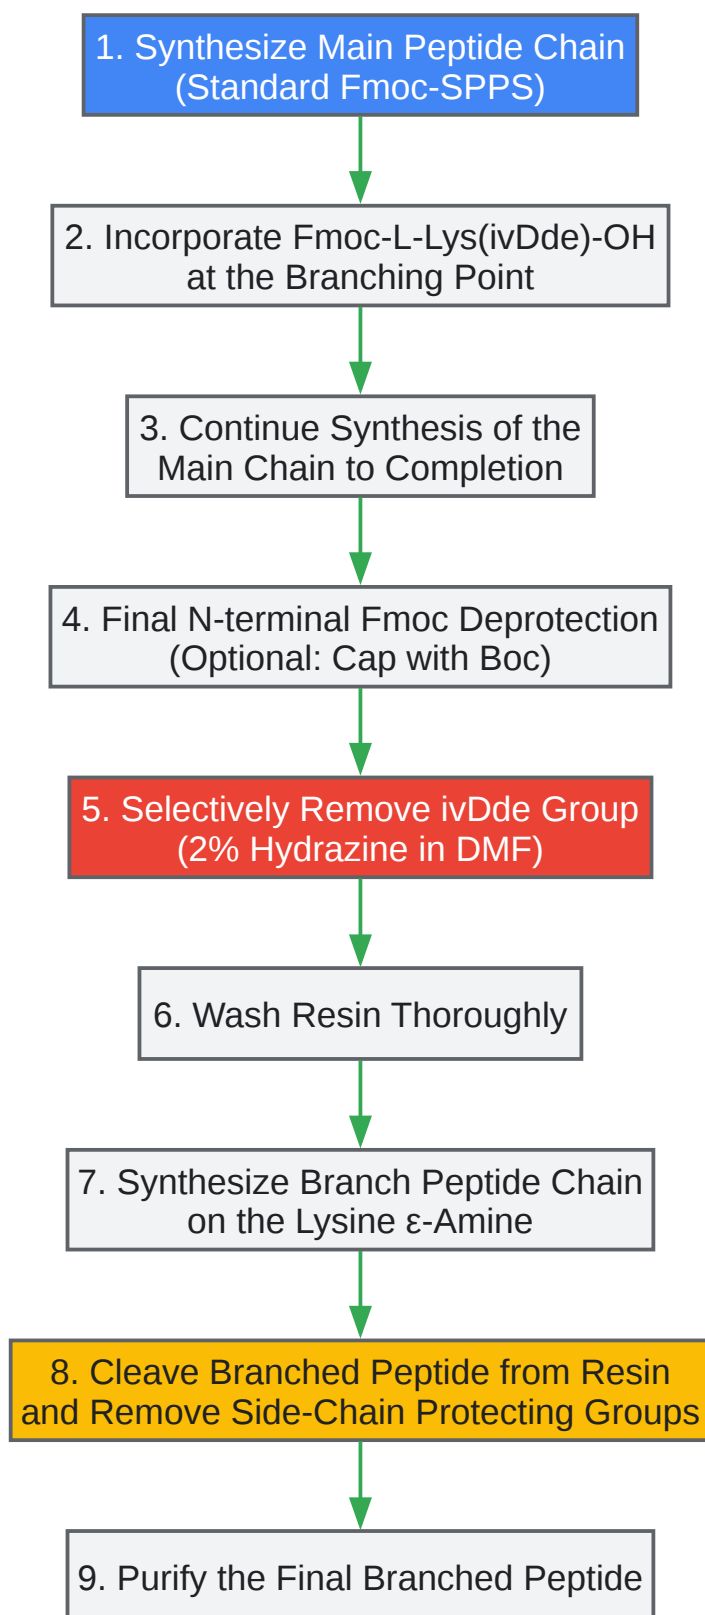 1. Synthesize Main Peptide Chain
(Standard Fmoc-SPPS)
2. Incorporate Fmoc-L-Lys(ivDde)-OH
at the Branching Point
3. Continue Synthesis of the
Main Chain to Completion
4. Final N-terminal Fmoc Deprotection
(Optional: Cap with Boc)
5. Selectively Remove ivDde Group
(2% Hydrazine in DMF)
6. Wash Resin Thoroughly
7. Synthesize Branch Peptide Chain
on the Lysine ε-Amine
8. Cleave Branched Peptide from Resin
and Remove Side-Chain Protecting Groups
9. Purify the Final Branched Peptide